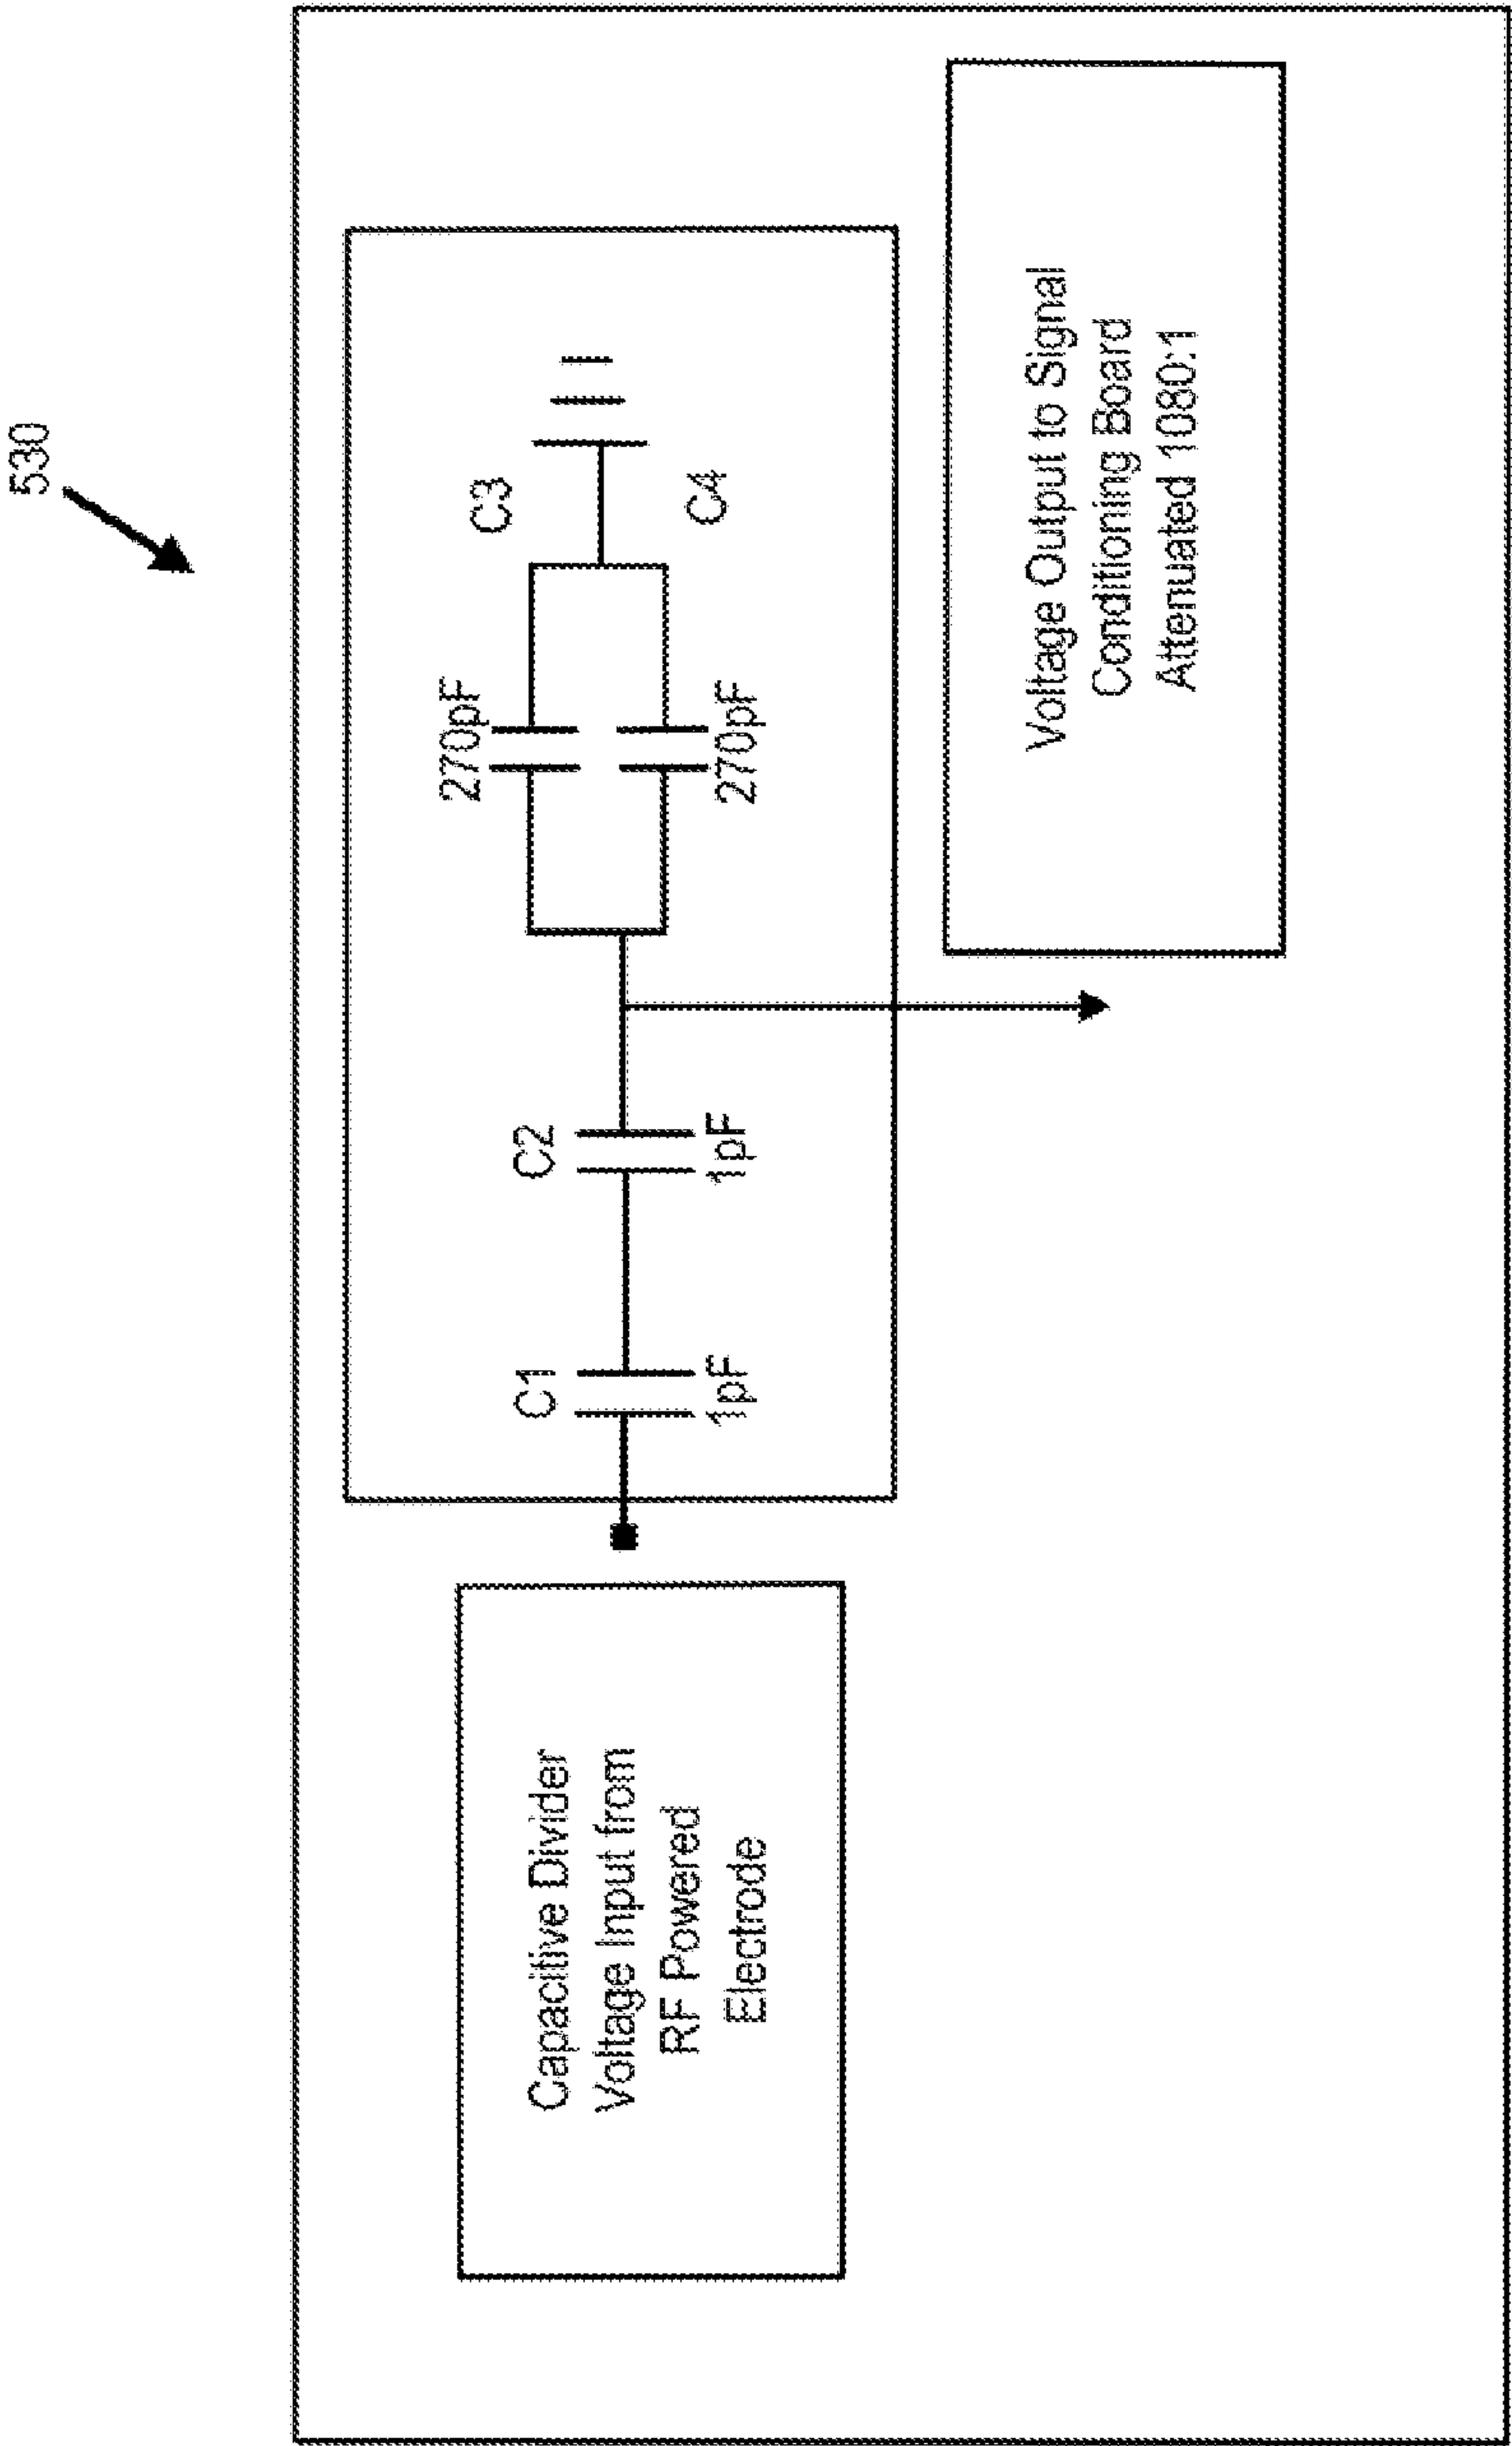 530
Capacitive Divider
Voltage Input from
RF Powered
Electrode
C1
1pF
C2
1pF
270pF
C3
270pF
C4
Voltage Output to Signal
Conditioning Board
Attenuated 1080:1